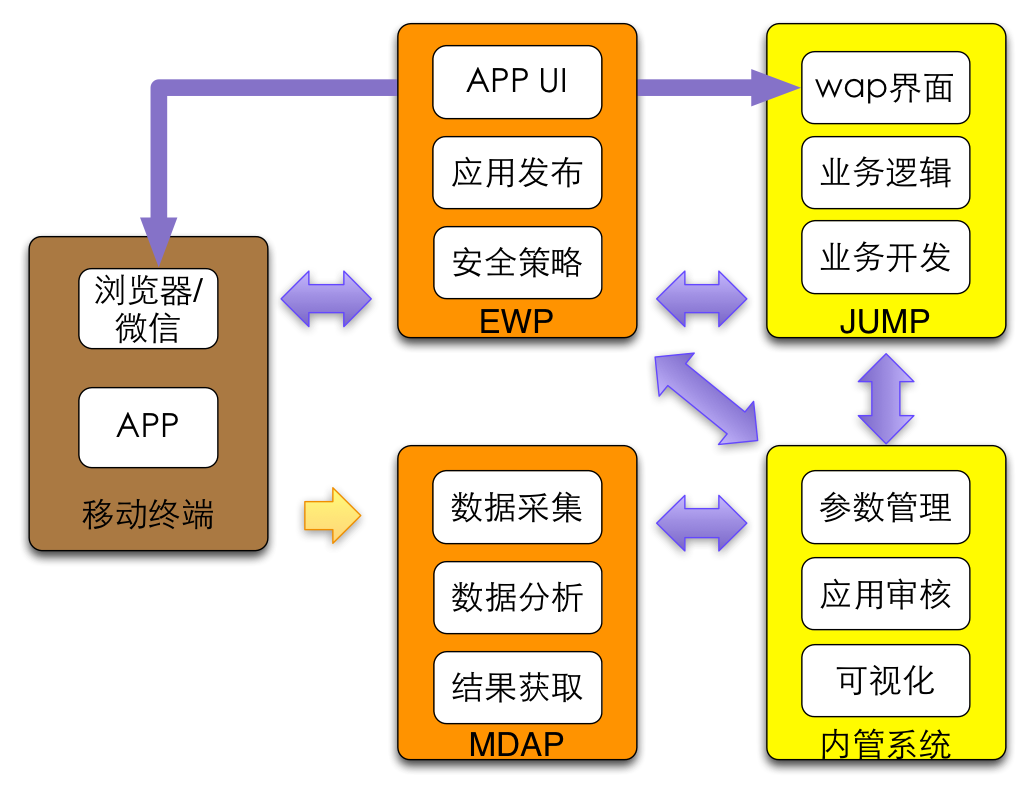 APP UI
应用发布
安全策略
EWP
wap界面
业务逻辑
业务开发
JUMP
浏览器/
微信
APP
移动终端
数据采集
数据分析
结果获取
MDAP
参数管理
应用审核
可视化
内管系统